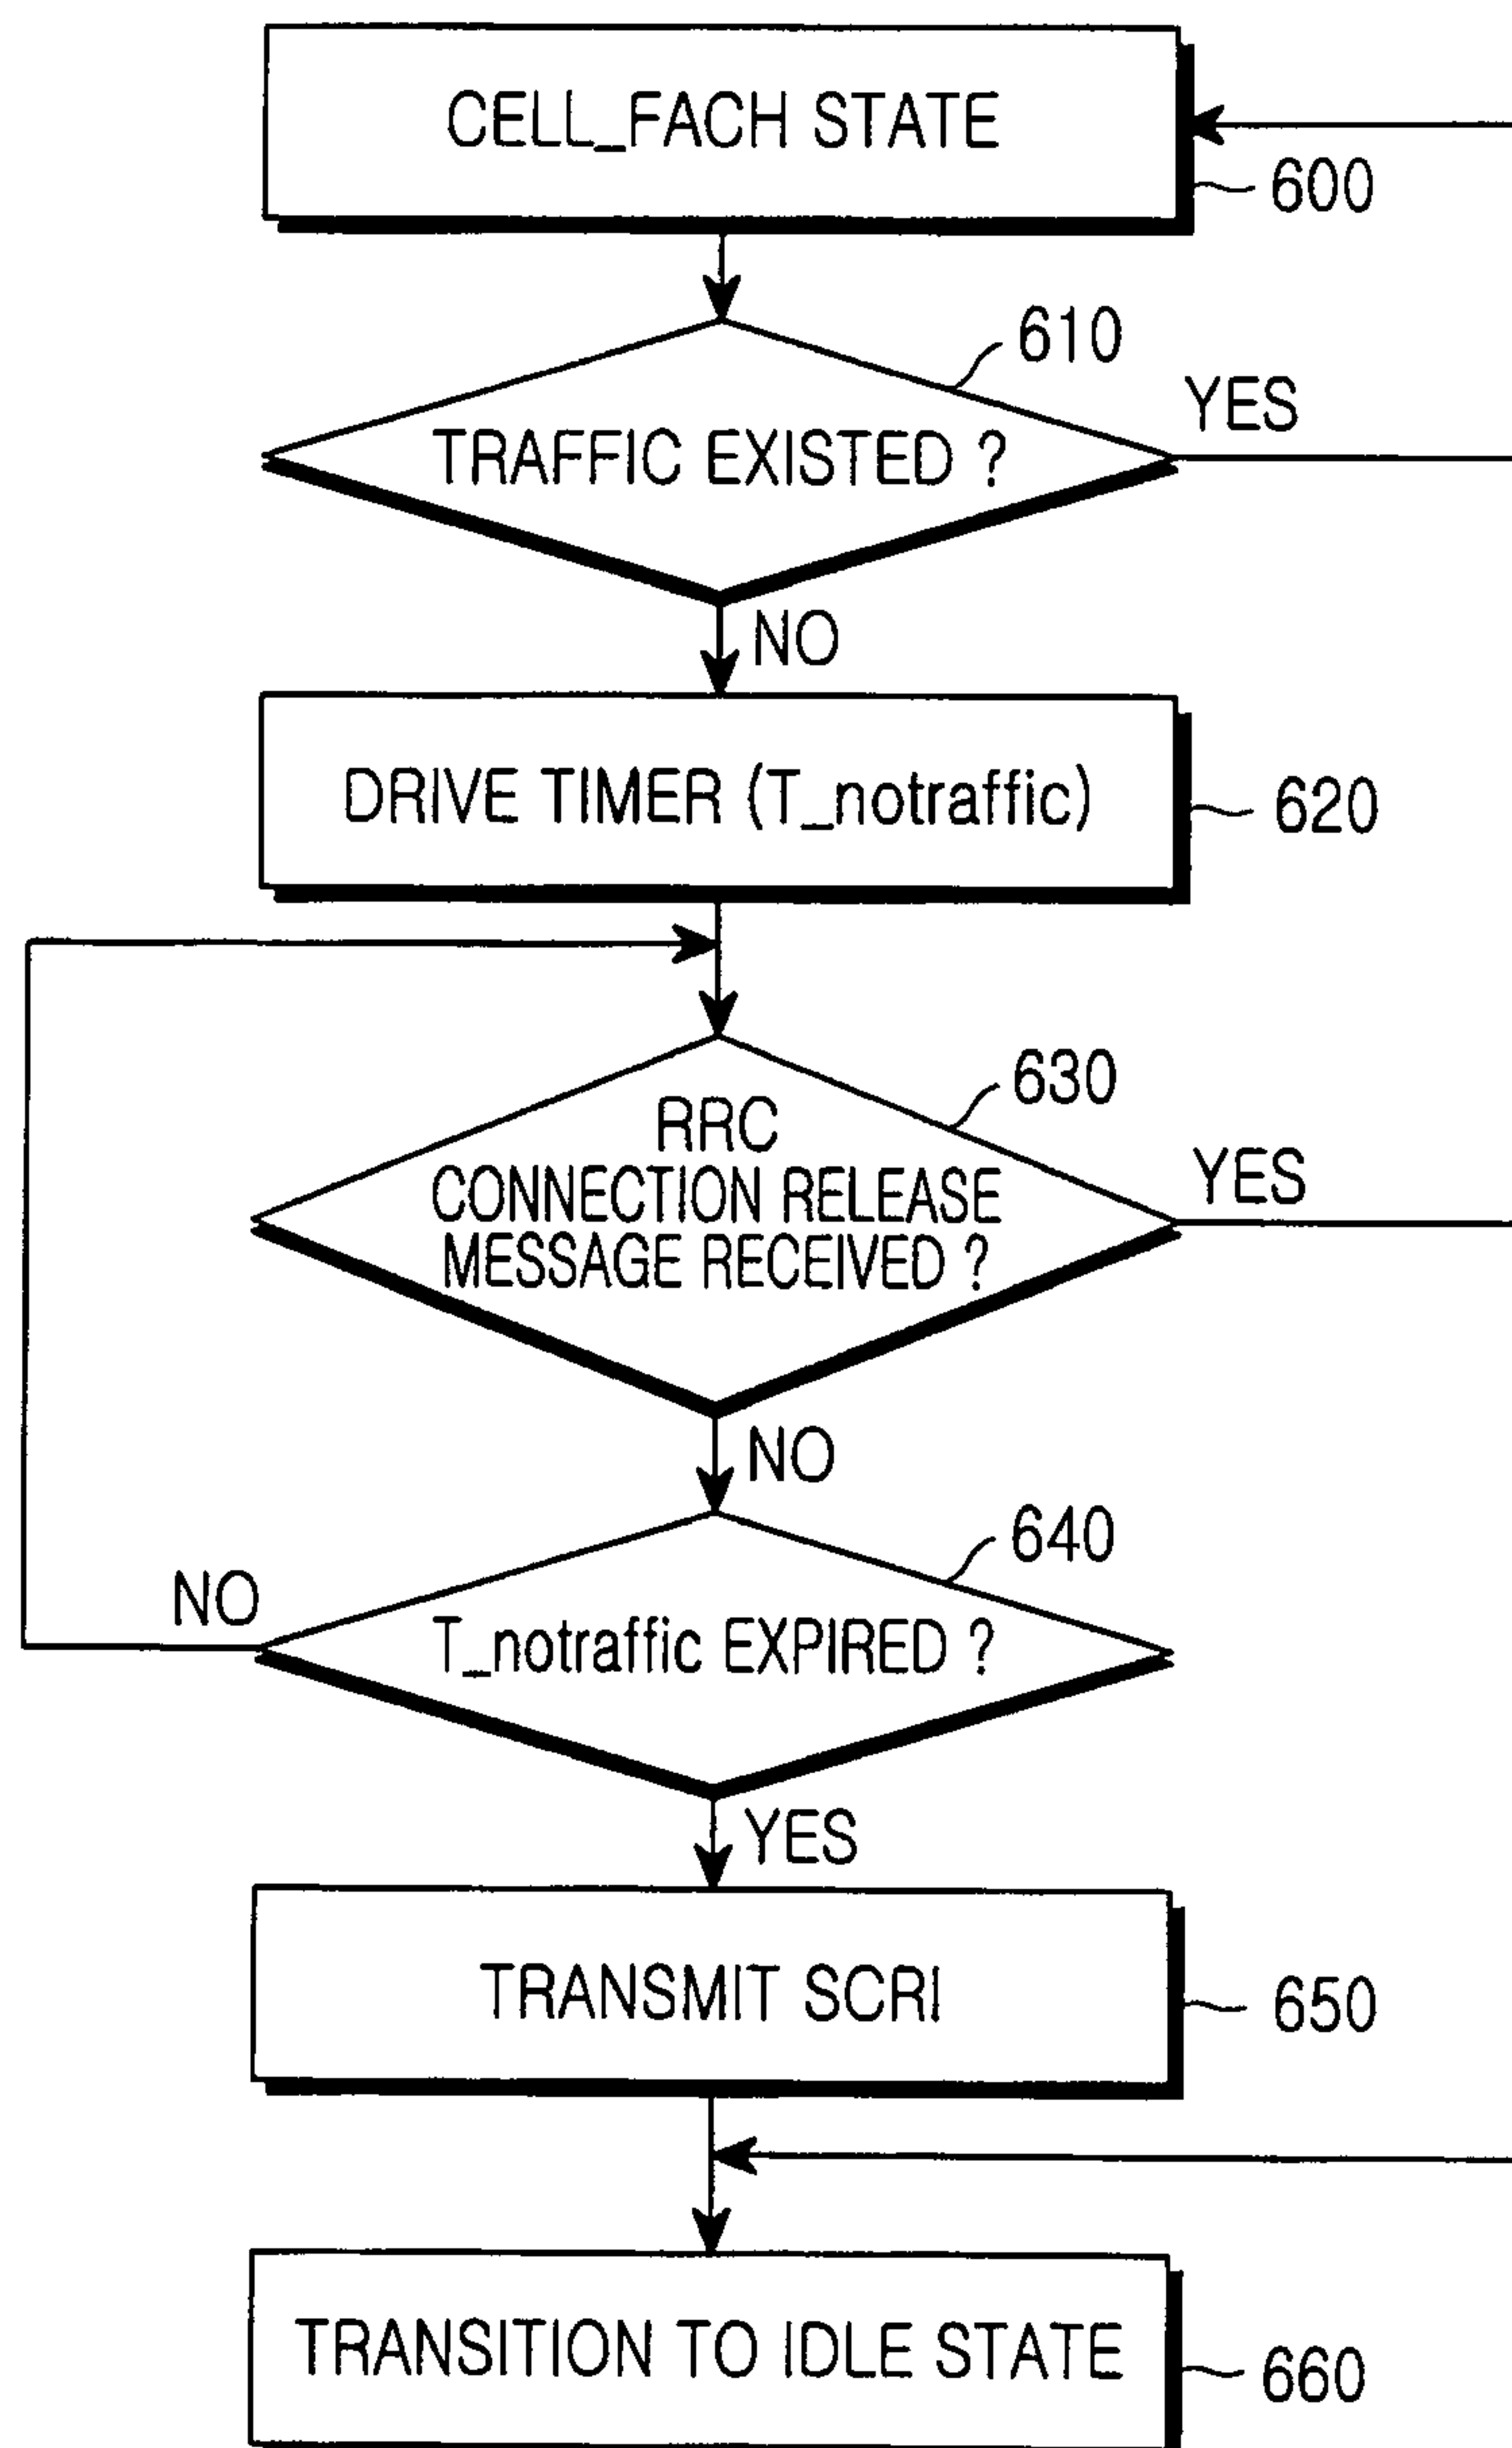 CELL_FACH STATE
600
610
TRAFFIC EXISTED ?
YES
NO
DRIVE TIMER (T_notraffic)
620
630
RRC
CONNECTION RELEASE
MESSAGE RECEIVED ?
YES
NO
640
T_notraffic EXPIRED ?
NO
YES
TRANSMIT SCRI
650
TRANSITION TO IDLE STATE
660